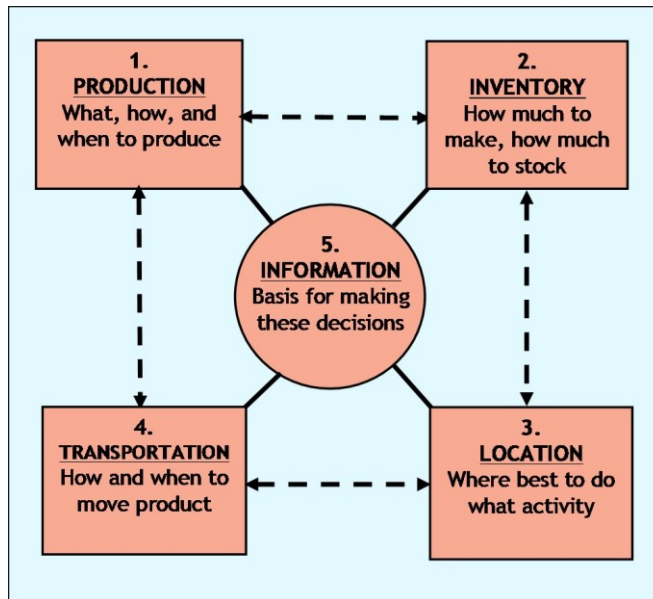 1.
PRODUCTION
What, how, and
when to produce
2.
INVENTORY
How much to
make, how much
to stock
5.
INFORMATION
Basis for making
these decisions
4.
TRANSPORTATION
How and when to
move product
3.
LOCATION
Where best to do
what activity